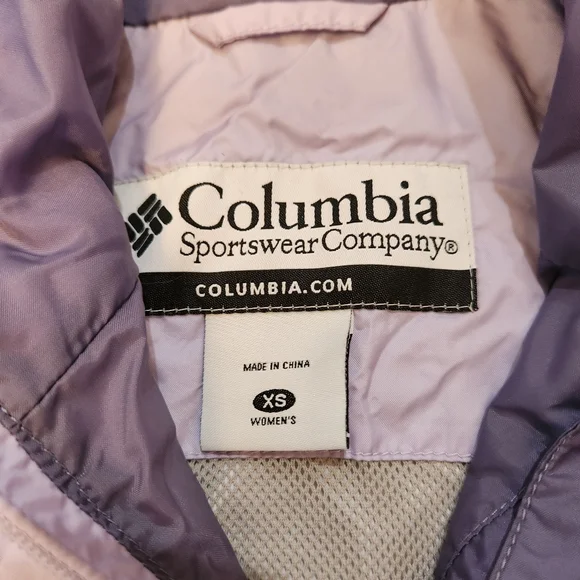 Columbia
Sportswear Company®
COLUMBIA.COM
MADE IN CHINA
XS
WOMEN'S